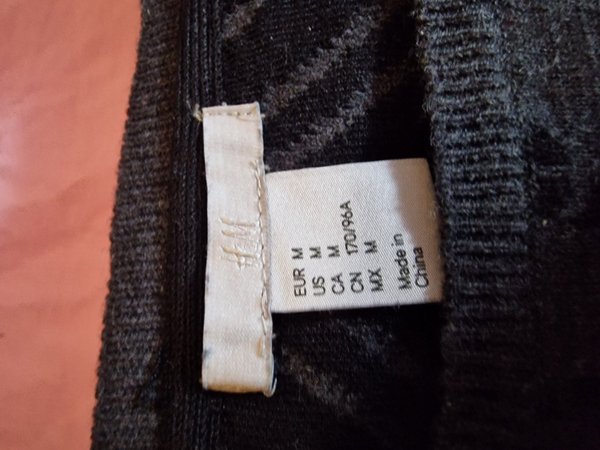 H&M
EUR M
US M
CA M
CN 170/96A
MX M
Made in
China